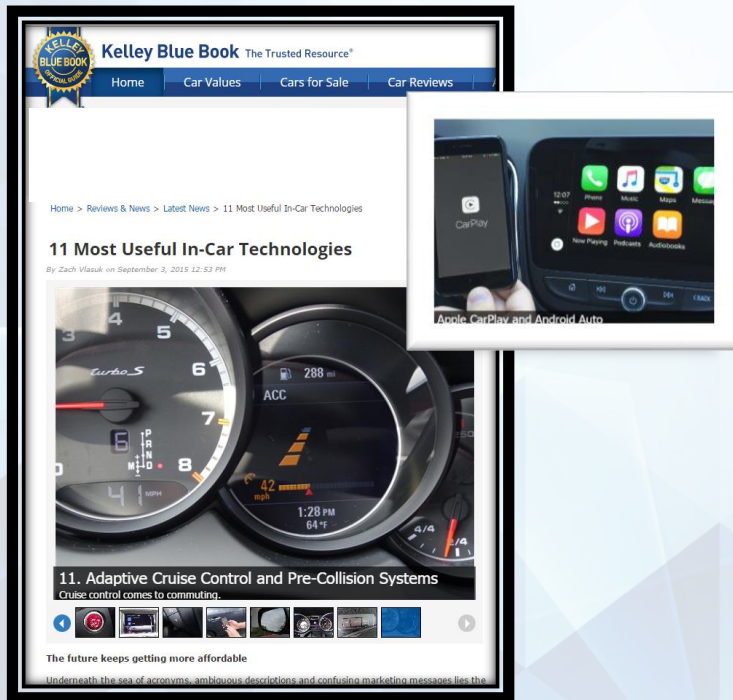 KELLEY
BLUE BOOK
OFFICIAL GUIDE
Kelley Blue Book The Trusted Resource®
Home Car Values Cars for Sale Car Reviews
Home > Reviews & News > Latest News > 11 Most Useful In-Car Technologies
11 Most Useful In-Car Technologies
By Zach Vlasuk on September 3, 2015 12:53 PM
CarPlay
12:07
Phone Music Maps
Now Playing Podcasts Audiobooks
BACK
Apple CarPlay and Android Auto
3 4 5 6 7 8
turbo S
6
P
R
N
M D
41 MPH
288 mi
ACC
42
mph
1:28 PM
64 °F
4/4
2/4
11. Adaptive Cruise Control and Pre-Collision Systems
Cruise control comes to commuting.
The future keeps getting more affordable
Underneath the sea of acronyms, ambiguous descriptions and confusing marketing messages lies the